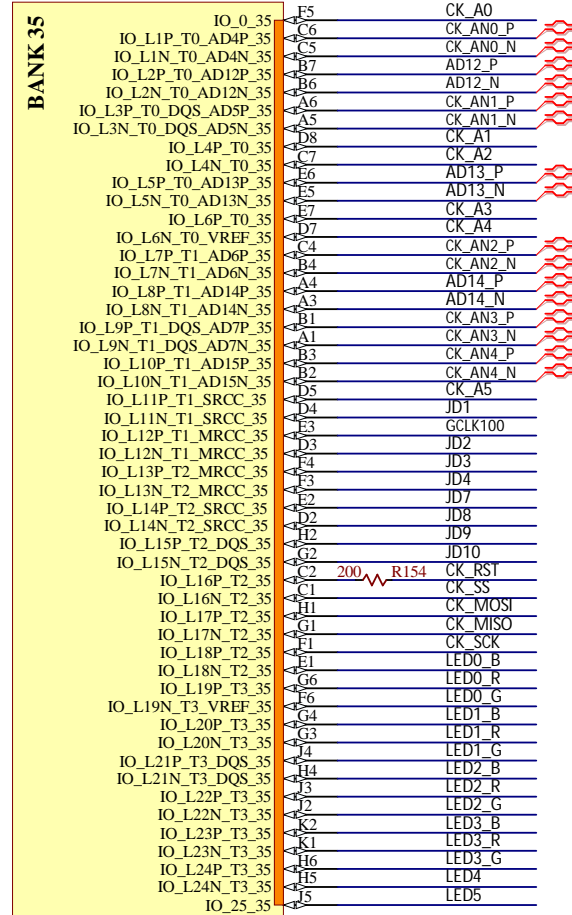 BANK 35
IO_0_35 F5 CK_A0
IO_L1P_T0_AD4P_35 C6 CK_AN0_P
IO_L1N_T0_AD4N_35 C5 CK_AN0_N
IO_L2P_T0_AD12P_35 B7 AD12_P
IO_L2N_T0_AD12N_35 B6 AD12_N
IO_L3P_T0_DQS_AD5P_35 A6 CK_AN1_P
IO_L3N_T0_DQS_AD5N_35 A5 CK_AN1_N
IO_L4P_T0_35 D8 CK_A1
IO_L4N_T0_35 C7 CK_A2
IO_L5P_T0_AD13P_35 E6 AD13_P
IO_L5N_T0_AD13N_35 E5 AD13_N
IO_L6P_T0_35 E7 CK_A3
IO_L6N_T0_VREF_35 D7 CK_A4
IO_L7P_T1_AD6P_35 C4 CK_AN2_P
IO_L7N_T1_AD6N_35 B4 CK_AN2_N
IO_L8P_T1_AD14P_35 A4 AD14_P
IO_L8N_T1_AD14N_35 A3 AD14_N
IO_L9P_T1_DQS_AD7P_35 B1 CK_AN3_P
IO_L9N_T1_DQS_AD7N_35 A1 CK_AN3_N
IO_L10P_T1_AD15P_35 B3 CK_AN4_P
IO_L10N_T1_AD15N_35 B2 CK_AN4_N
IO_L11P_T1_SRCC_35 D5 CK_A5
IO_L11N_T1_SRCC_35 D4 JD1
IO_L12P_T1_MRCC_35 E3 GCLK100
IO_L12N_T1_MRCC_35 D3 JD2
IO_L13P_T2_MRCC_35 F4 JD3
IO_L13N_T2_MRCC_35 F3 JD4
IO_L14P_T2_SRCC_35 E2 JD7
IO_L14N_T2_SRCC_35 D2 JD8
IO_L15P_T2_DQS_35 H2 JD9
IO_L15N_T2_DQS_35 G2 JD10
IO_L16P_T2_35 C2 200 R154 CK_RST
IO_L16N_T2_35 C1 CK_SS
IO_L17P_T2_35 H1 CK_MOSI
IO_L17N_T2_35 G1 CK_MISO
IO_L18P_T2_35 F1 CK_SCK
IO_L18N_T2_35 E1 LED0_B
IO_L19P_T3_35 G6 LED0_R
IO_L19N_T3_VREF_35 F6 LED0_G
IO_L20P_T3_35 G4 LED1_B
IO_L20N_T3_35 G3 LED1_R
IO_L21P_T3_DQS_35 J4 LED1_G
IO_L21N_T3_DQS_35 H4 LED2_B
IO_L22P_T3_35 J3 LED2_R
IO_L22N_T3_35 J2 LED2_G
IO_L23P_T3_35 K2 LED3_B
IO_L23N_T3_35 K1 LED3_R
IO_L24P_T3_35 H6 LED3_G
IO_L24N_T3_35 H5 LED4
IO_25_35 J5 LED5